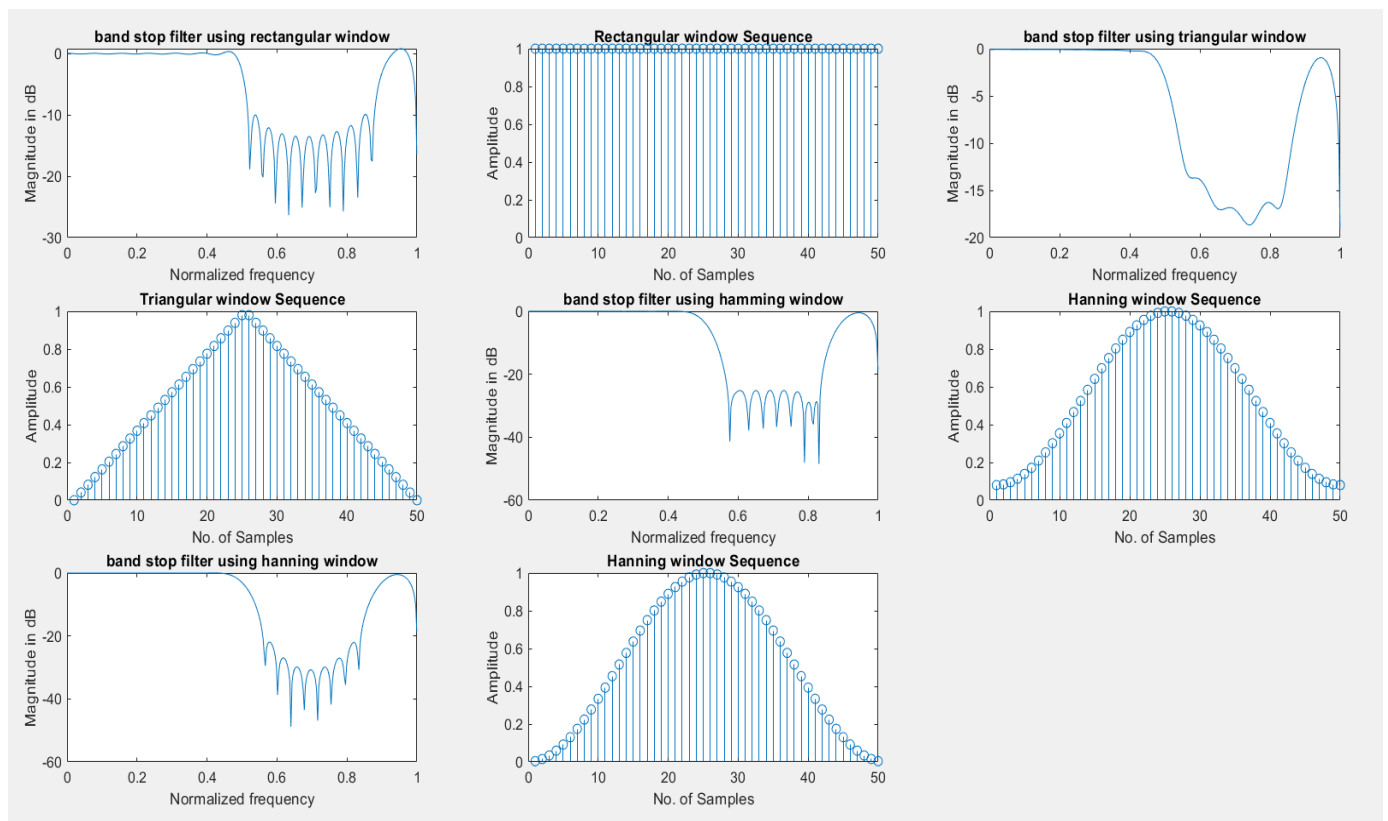 band stop filter using rectangular window
0
-10
-20
-30
Magnitude in dB
0 0.2 0.4 0.6 0.8 1
Normalized frequency
Rectangular window Sequence
1
0.8
0.6
0.4
0.2
0
Amplitude
0 10 20 30 40 50
No. of Samples
band stop filter using triangular window
0
-5
-10
-15
-20
Magnitude in dB
0 0.2 0.4 0.6 0.8 1
Normalized frequency
Triangular window Sequence
1
0.8
0.6
0.4
0.2
0
Amplitude
0 10 20 30 40 50
No. of Samples
band stop filter using hamming window
0
-20
-40
-60
Magnitude in dB
0 0.2 0.4 0.6 0.8 1
Normalized frequency
Hanning window Sequence
1
0.8
0.6
0.4
0.2
0
Amplitude
0 10 20 30 40 50
No. of Samples
band stop filter using hanning window
0
-20
-40
-60
Magnitude in dB
0 0.2 0.4 0.6 0.8 1
Normalized frequency
Hanning window Sequence
1
0.8
0.6
0.4
0.2
0
Amplitude
0 10 20 30 40 50
No. of Samples